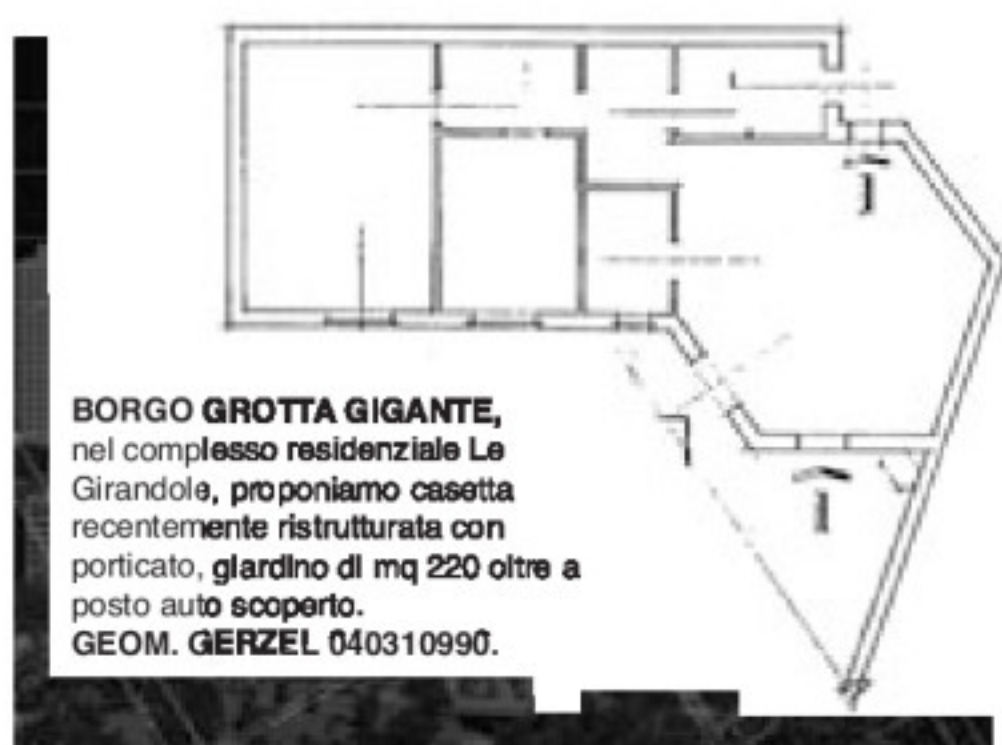 BORGO GROTTA GIGANTE,
nel complesso residenziale Le
Girandole, proponiamo casetta
recentemente ristrutturata con
porticato, giardino di mq 220 oltre a
posto auto scoperto.
GEOM. GERZEL 040310990.